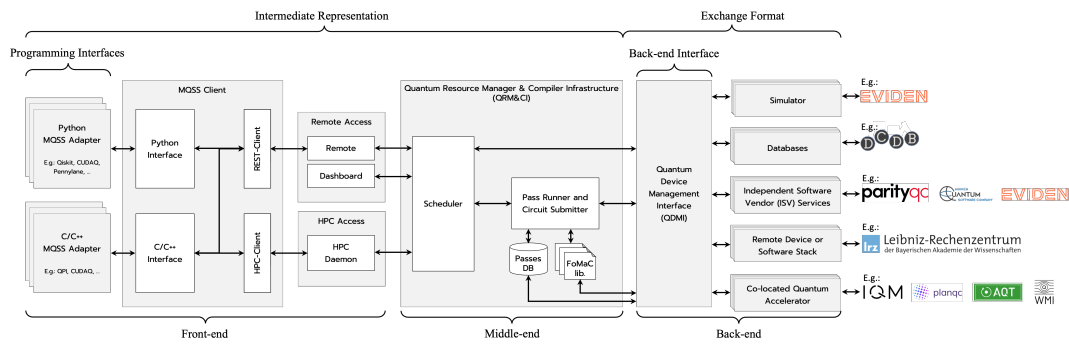 Intermediate Representation
Exchange Format
Programming Interfaces
Back-end Interface
MQSS Client
Quantum Resource Manager & Compiler Infrastructure
(QRM&CI)
Python
MQSS Adapter
E.g: Qiskit, CUDAQ,
Pennylane, ...
Python
Interface
REST-Client
Remote Access
Remote
Dashboard
C/C++
MQSS Adapter
E.g: QPI, CUDAQ, ...
C/C++
Interface
HPC-Client
HPC Access
HPC
Daemon
Scheduler
Pass Runner and
Circuit Submitter
Passes
DB
FoMaC
lib.
Quantum
Device
Management
Interface
(QDMI)
Simulator
E.g.:
EVIDEN
Databases
E.g.:
D C D B
Independent Software
Vendor (ISV) Services
E.g.:
parityqc
QUANTUM
SOFTWARE COMPANY
EVIDEN
Remote Device or
Software Stack
E.g.:
lrz
Leibniz-Rechenzentrum
der Bayerischen Akademie der Wissenschaften
Co-located Quantum
Accelerator
E.g.:
IQM
planqc
AQT
WMI
Front-end
Middle-end
Back-end